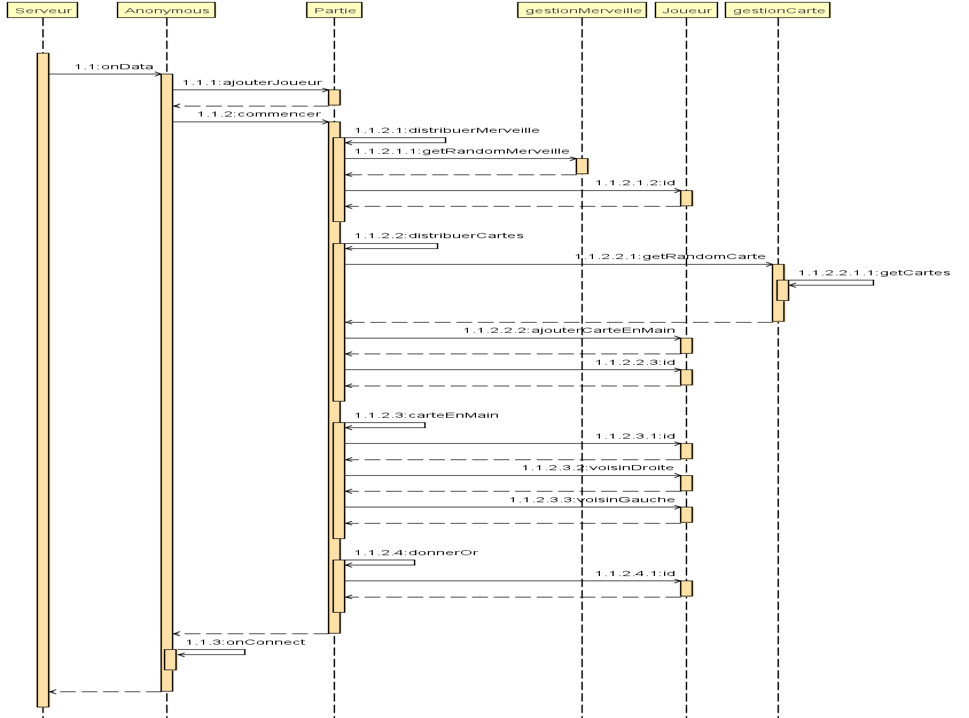 Serveur Anonymous Partie gestionMerveille Joueur gestionCarte
1.1:onData
1.1.1:ajouterJoueur
1.1.2:commencer
1.1.2.1:distribuerMerveille
1.1.2.1.1:getRandomMerveille
1.1.2.1.2:id
1.1.2.2:distribuerCartes
1.1.2.2.1:getRandomCarte
1.1.2.2.1.1:getCartes
1.1.2.2.2:ajouterCarteEnMain
1.1.2.2.3:id
1.1.2.3:carteEnMain
1.1.2.3.1:id
1.1.2.3.2:voisinDroite
1.1.2.3.3:voisinGauche
1.1.2.4:donnerOr
1.1.2.4.1:id
1.1.3:onConnect